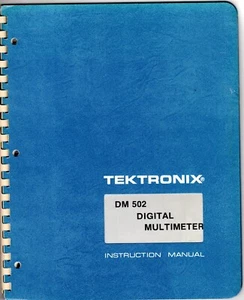 TEKTRONIX®
DM 502
DIGITAL
MULTIMETER
INSTRUCTION MANUAL